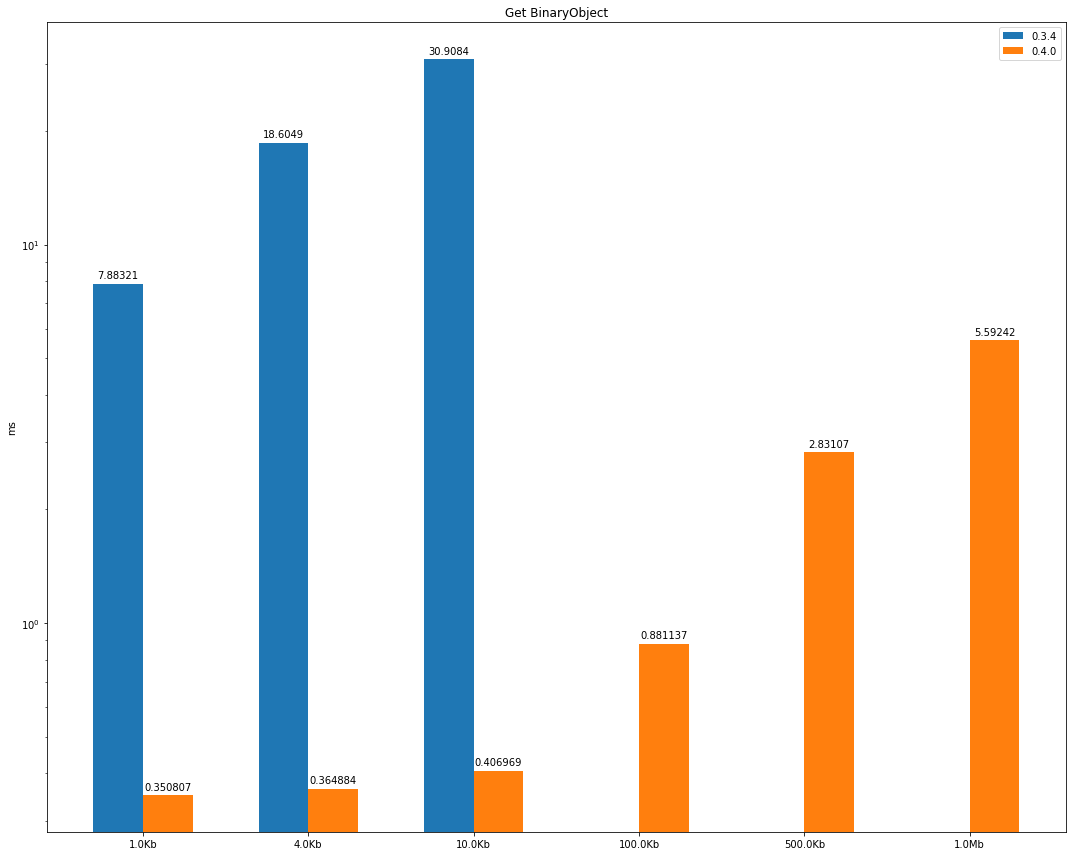 Get BinaryObject
0.3.4
0.4.0
30.9084
18.6049
10¹
7.88321
5.59242
ms
2.83107
10⁰
0.881137
0.406969
0.364884
0.350807
1.0Kb
4.0Kb
10.0Kb
100.0Kb
500.0Kb
1.0Mb